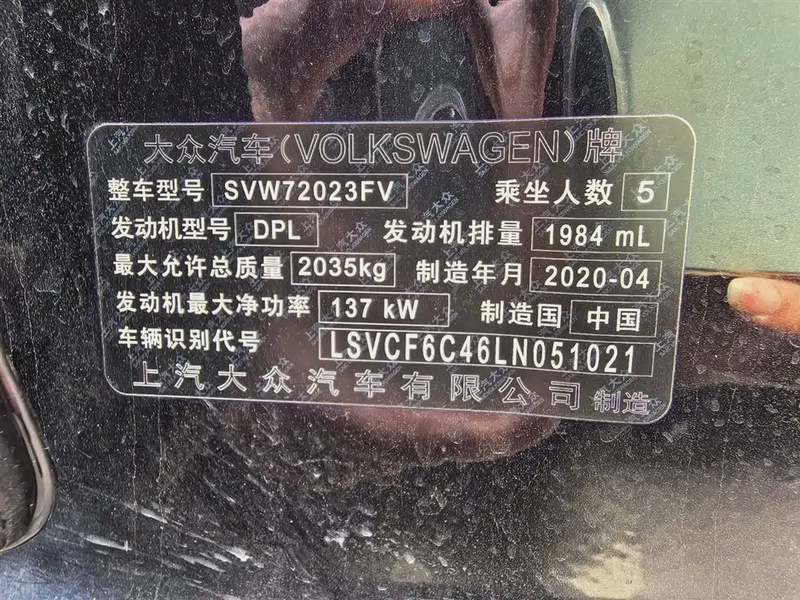 大众汽车(VOLKSWAGEN)牌
整车型号 SVW72023FV 乘坐人数 5
发动机型号 DPL 发动机排量 1984 mL
最大允许总质量 2035kg 制造年月 2020-04
发动机最大净功率 137 kW 制造国 中国
车辆识别代号 LSVCF6C46LN051021
上汽大众汽车有限公司 制造